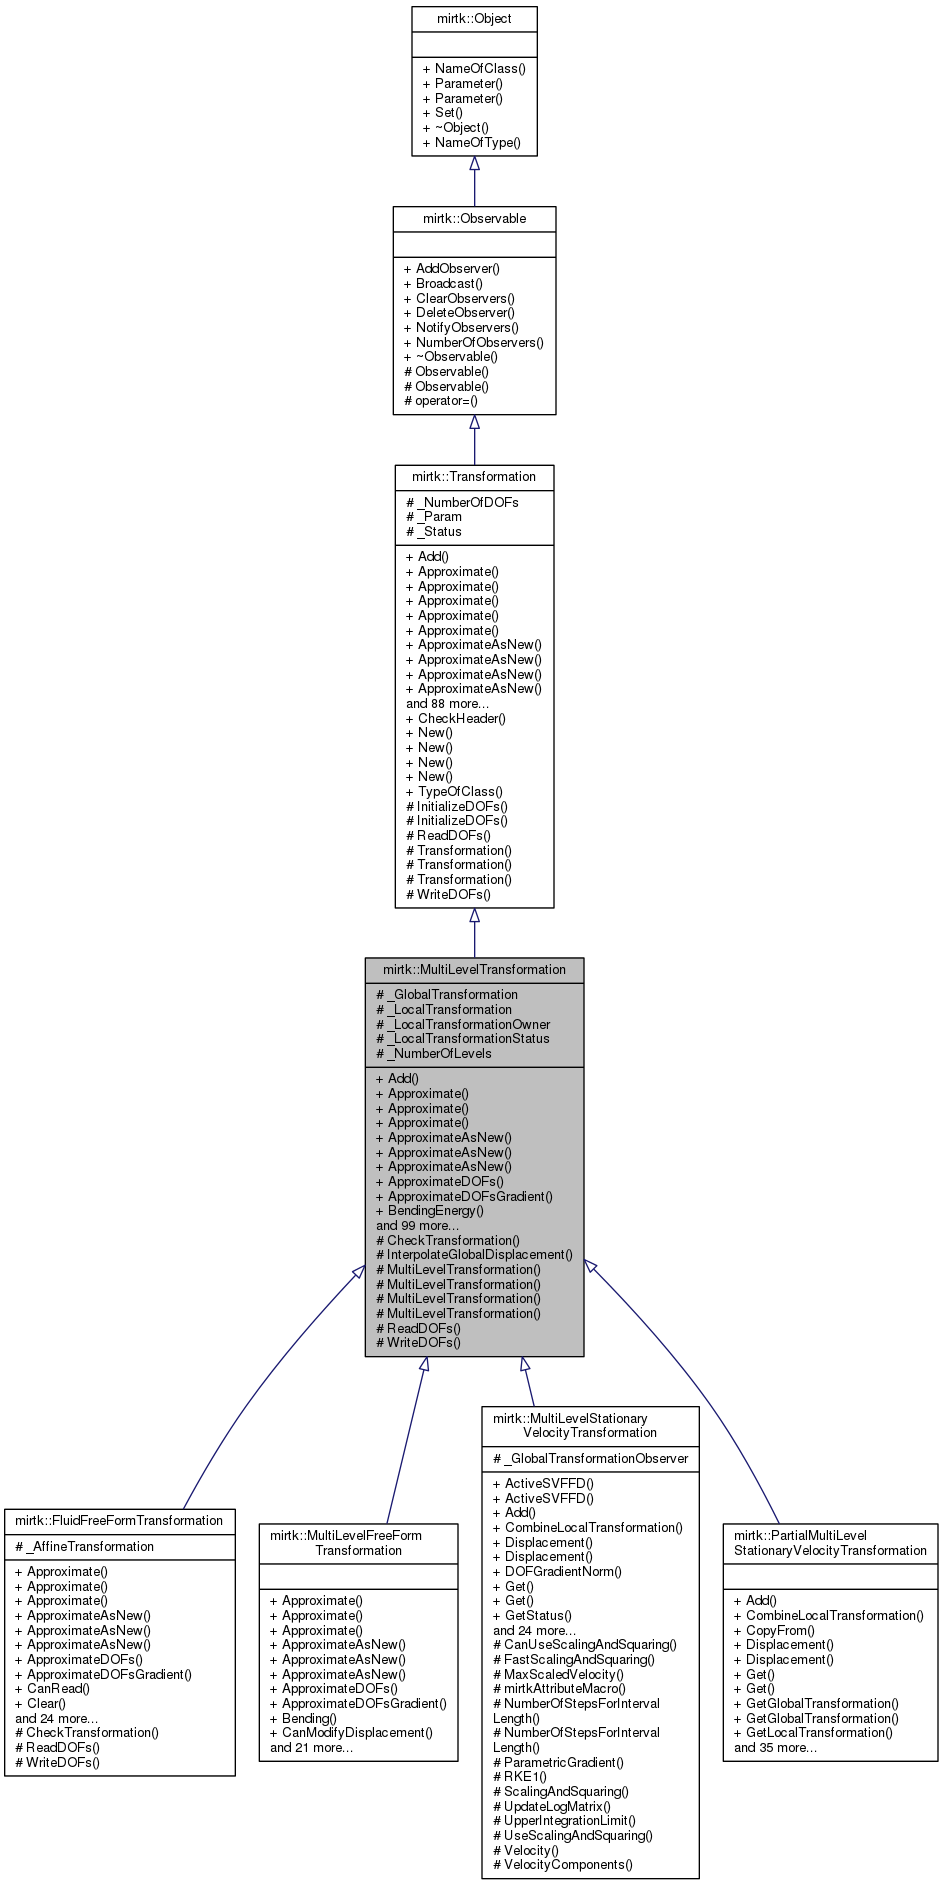 mirtk::Object
+ NameOfClass()
+ Parameter()
+ Parameter()
+ Set()
+ ~Object()
+ NameOfType()
mirtk::Observable
+ AddObserver()
+ Broadcast()
+ ClearObservers()
+ DeleteObserver()
+ NotifyObservers()
+ NumberOfObservers()
+ ~Observable()
# Observable()
# Observable()
# operator=()
mirtk::Transformation
# _NumberOfDOFs
# _Param
# _Status
+ Add()
+ Approximate()
+ Approximate()
+ Approximate()
+ Approximate()
+ Approximate()
+ ApproximateAsNew()
+ ApproximateAsNew()
+ ApproximateAsNew()
+ ApproximateAsNew()
and 88 more...
+ CheckHeader()
+ New()
+ New()
+ New()
+ New()
+ TypeOfClass()
# InitializeDOFs()
# InitializeDOFs()
# ReadDOFs()
# Transformation()
# Transformation()
# Transformation()
# WriteDOFs()
mirtk::MultiLevelTransformation
# _GlobalTransformation
# _LocalTransformation
# _LocalTransformationOwner
# _LocalTransformationStatus
# _NumberOfLevels
+ Add()
+ Approximate()
+ Approximate()
+ Approximate()
+ ApproximateAsNew()
+ ApproximateAsNew()
+ ApproximateAsNew()
+ ApproximateDOFs()
+ ApproximateDOFsGradient()
+ BendingEnergy()
and 99 more...
# CheckTransformation()
# InterpolateGlobalDisplacement()
# MultiLevelTransformation()
# MultiLevelTransformation()
# MultiLevelTransformation()
# MultiLevelTransformation()
# ReadDOFs()
# WriteDOFs()
mirtk::FluidFreeFormTransformation
# _AffineTransformation
+ Approximate()
+ Approximate()
+ Approximate()
+ ApproximateAsNew()
+ ApproximateAsNew()
+ ApproximateAsNew()
+ ApproximateDOFs()
+ ApproximateDOFsGradient()
+ CanRead()
+ Clear()
and 24 more...
# CheckTransformation()
# ReadDOFs()
# WriteDOFs()
mirtk::MultiLevelFreeForm
Transformation
+ Approximate()
+ Approximate()
+ Approximate()
+ ApproximateAsNew()
+ ApproximateAsNew()
+ ApproximateAsNew()
+ ApproximateDOFs()
+ ApproximateDOFsGradient()
+ Bending()
+ CanModifyDisplacement()
and 21 more...
mirtk::MultiLevelStationary
VelocityTransformation
# _GlobalTransformationObserver
+ ActiveSVFFD()
+ ActiveSVFFD()
+ Add()
+ CombineLocalTransformation()
+ Displacement()
+ Displacement()
+ DOFGradientNorm()
+ Get()
+ Get()
+ GetStatus()
and 24 more...
# CanUseScalingAndSquaring()
# FastScalingAndSquaring()
# MaxScaledVelocity()
# mirtkAttributeMacro()
# NumberOfStepsForInterval
Length()
# NumberOfStepsForInterval
Length()
# ParametricGradient()
# RKE1()
# ScalingAndSquaring()
# UpdateLogMatrix()
# UpperIntegrationLimit()
# UseScalingAndSquaring()
# Velocity()
# VelocityComponents()
mirtk::PartialMultiLevel
StationaryVelocityTransformation
+ Add()
+ CombineLocalTransformation()
+ CopyFrom()
+ Displacement()
+ Displacement()
+ Get()
+ Get()
+ GetGlobalTransformation()
+ GetGlobalTransformation()
+ GetLocalTransformation()
and 35 more...